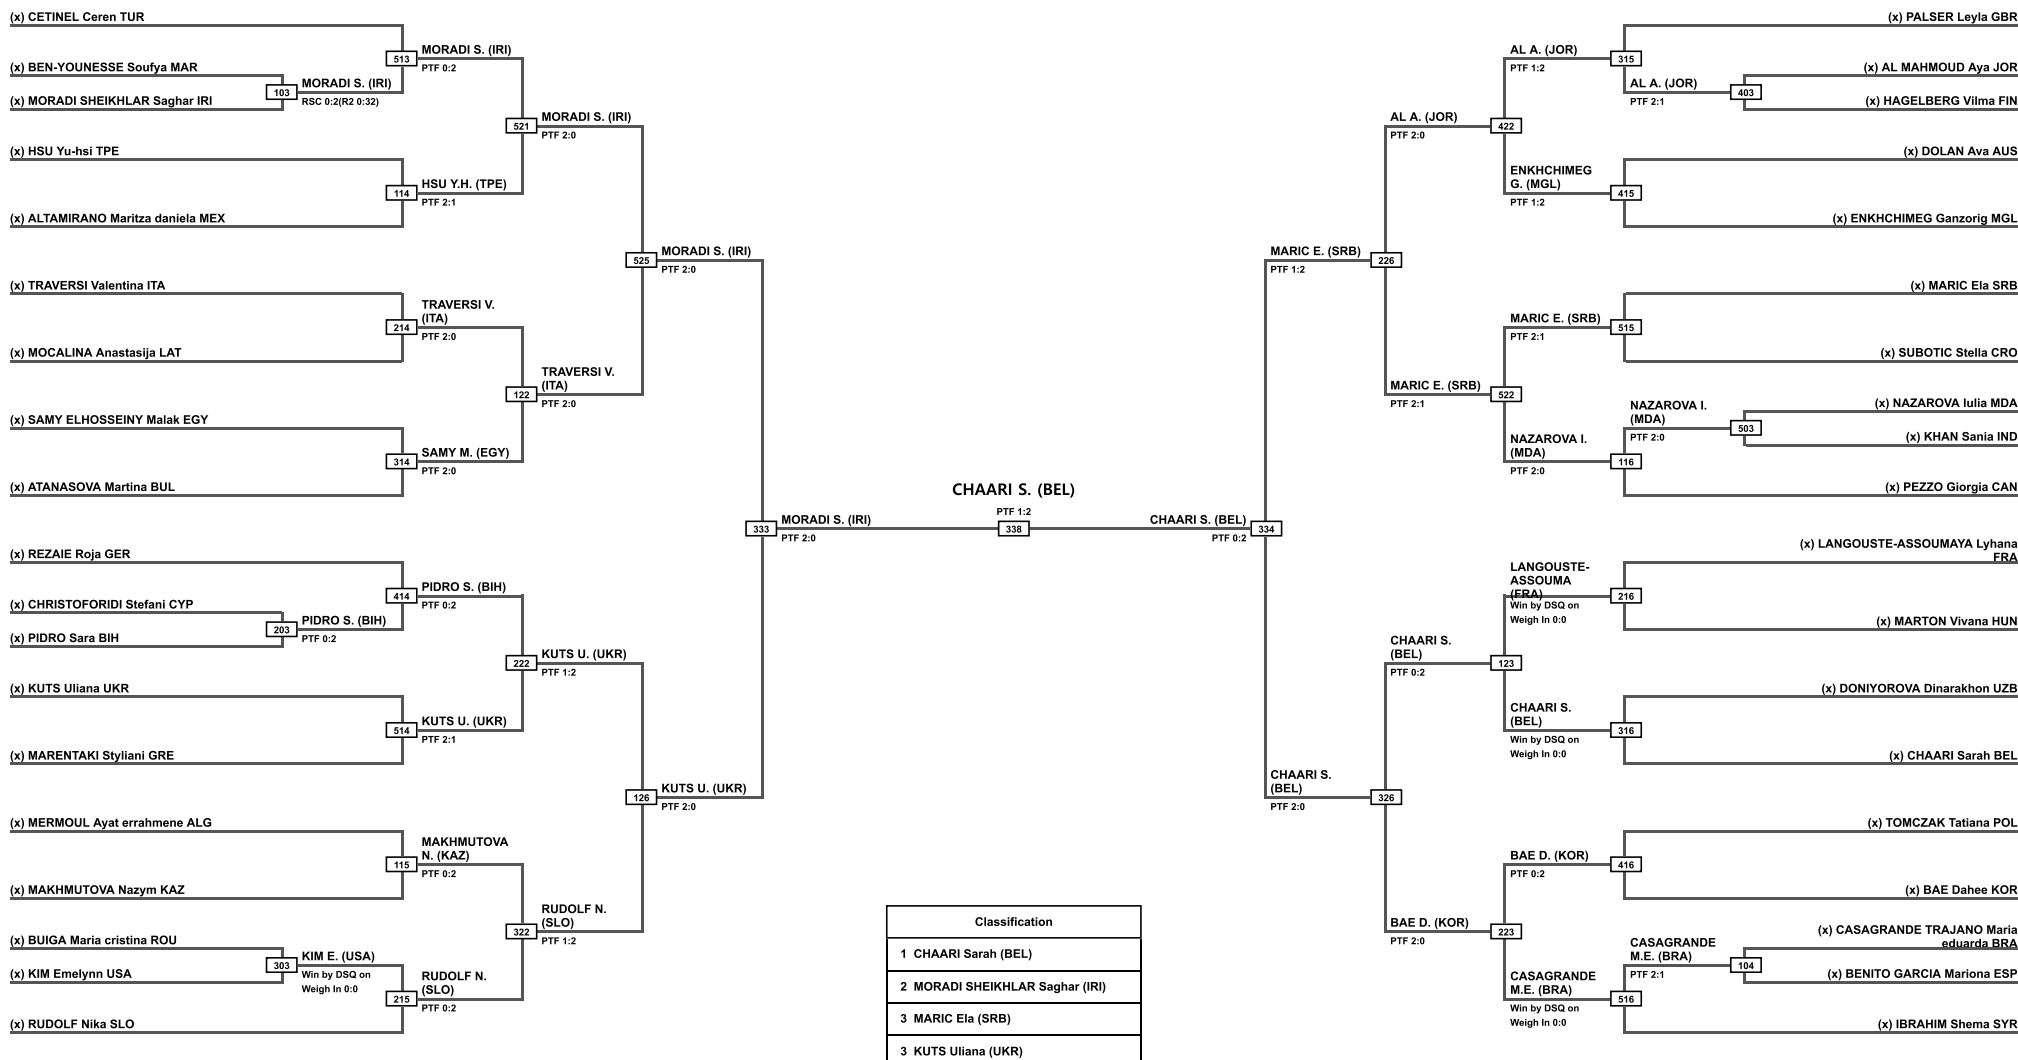 (x) CETINEL Ceren TUR
(x) BEN-YOUNESSE Soufya MAR
(x) MORADI SHEIKHLAR Saghar IRI
(x) HSU Yu-hsi TPE
(x) ALTAMIRANO Maritza daniela MEX
(x) TRAVERSI Valentina ITA
(x) MOCALINA Anastasija LAT
(x) SAMY ELHOSSEINY Malak EGY
(x) ATANASOVA Martina BUL
(x) REZAIE Roja GER
(x) CHRISTOFORIDI Stefani CYP
(x) PIDRO Sara BIH
(x) KUTS Uliana UKR
(x) MARENTAKI Styliani GRE
(x) MERMOUL Ayat errahmene ALG
(x) MAKHMUTOVA Nazym KAZ
(x) BUIGA Maria cristina ROU
(x) KIM Emelynn USA
(x) RUDOLF Nika SLO
103
MORADI S. (IRI)
RSC 0:2(R2 0:32)
203
PIDRO S. (BIH)
PTF 0:2
303
KIM E. (USA)
Win by DSQ on
Weigh In 0:0
513
MORADI S. (IRI)
PTF 0:2
114
HSU Y.H. (TPE)
PTF 2:1
214
TRAVERSI V.
(ITA)
PTF 2:0
314
SAMY M. (EGY)
PTF 2:0
414
PIDRO S. (BIH)
PTF 0:2
514
KUTS U. (UKR)
PTF 2:1
115
MAKHMUTOVA
N. (KAZ)
PTF 0:2
215
RUDOLF N.
(SLO)
PTF 0:2
521
MORADI S. (IRI)
PTF 2:0
122
TRAVERSI V.
(ITA)
PTF 2:0
222
KUTS U. (UKR)
PTF 1:2
322
RUDOLF N.
(SLO)
PTF 1:2
525
MORADI S. (IRI)
PTF 2:0
126
KUTS U. (UKR)
PTF 2:0
333
MORADI S. (IRI)
PTF 2:0
CHAARI S. (BEL)
PTF 1:2
338
CHAARI S. (BEL)
PTF 0:2
334
MARIC E. (SRB)
PTF 1:2
226
CHAARI S.
(BEL)
PTF 2:0
326
AL A. (JOR)
PTF 2:0
422
MARIC E. (SRB)
PTF 2:1
522
CHAARI S.
(BEL)
PTF 0:2
123
BAE D. (KOR)
PTF 2:0
223
AL A. (JOR)
PTF 1:2
315
ENKHCHIMEG
G. (MGL)
PTF 1:2
415
MARIC E. (SRB)
PTF 2:1
515
NAZAROVA I.
(MDA)
PTF 2:0
116
LANGOUSTE-
ASSOUMA
(FRA)
Win by DSQ on
Weigh In 0:0
216
CHAARI S.
(BEL)
Win by DSQ on
Weigh In 0:0
316
BAE D. (KOR)
PTF 0:2
416
CASAGRANDE
M.E. (BRA)
Win by DSQ on
Weigh In 0:0
516
AL A. (JOR)
PTF 2:1
403
NAZAROVA I.
(MDA)
PTF 2:0
503
CASAGRANDE
M.E. (BRA)
PTF 2:1
104
(x) PALSER Leyla GBR
(x) AL MAHMOUD Aya JOR
(x) HAGELBERG Vilma FIN
(x) DOLAN Ava AUS
(x) ENKHCHIMEG Ganzorig MGL
(x) MARIC Ela SRB
(x) SUBOTIC Stella CRO
(x) NAZAROVA Iulia MDA
(x) KHAN Sania IND
(x) PEZZO Giorgia CAN
(x) LANGOUSTE-ASSOUMAYA Lyhana
FRA
(x) MARTON Vivana HUN
(x) DONIYOROVA Dinarakhon UZB
(x) CHAARI Sarah BEL
(x) TOMCZAK Tatiana POL
(x) BAE Dahee KOR
(x) CASAGRANDE TRAJANO Maria
eduarda BRA
(x) BENITO GARCIA Mariona ESP
(x) IBRAHIM Shema SYR
Classification
1 CHAARI Sarah (BEL)
2 MORADI SHEIKHLAR Saghar (IRI)
3 MARIC Ela (SRB)
3 KUTS Uliana (UKR)